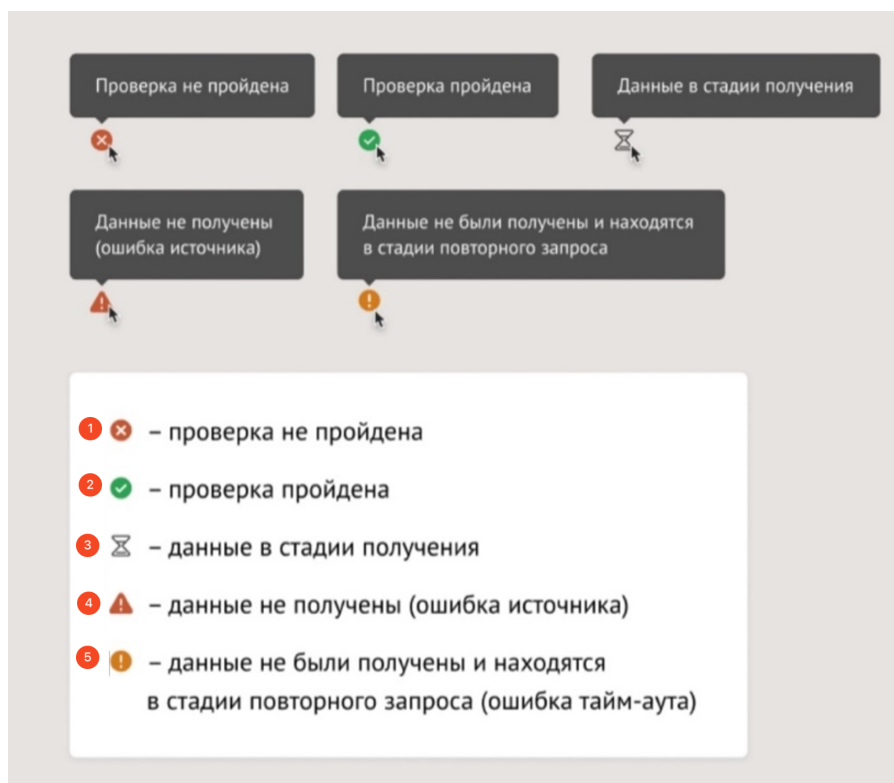 Проверка не пройдена
Проверка пройдена
Данные в стадии получения
Данные не получены
(ошибка источника)
Данные не были получены и находятся
в стадии повторного запроса
1 – проверка не пройдена
2 – проверка пройдена
3 – данные в стадии получения
4 – данные не получены (ошибка источника)
5 – данные не были получены и находятся
в стадии повторного запроса (ошибка тайм-аута)